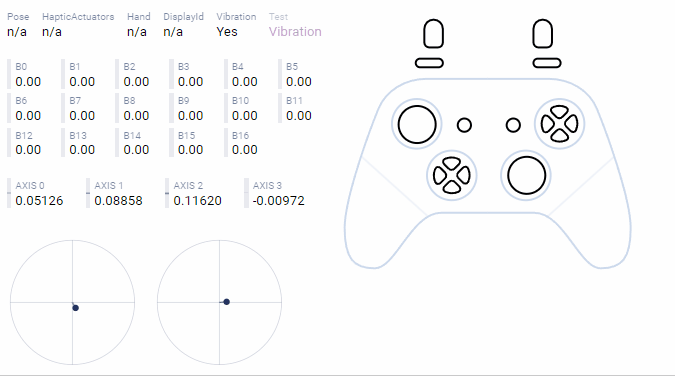 Pose HapticActuators Hand DisplayId Vibration Test
n/a n/a n/a n/a Yes Vibration
B0 B1 B2 B3 B4 B5
0.00 0.00 0.00 0.00 0.00 0.00
B6 B7 B8 B9 B10 B11
0.00 0.00 0.00 0.00 0.00 0.00
B12 B13 B14 B15 B16
0.00 0.00 0.00 0.00 0.00
AXIS 0 AXIS 1 AXIS 2 AXIS 3
0.05126 0.08858 0.11620 -0.00972